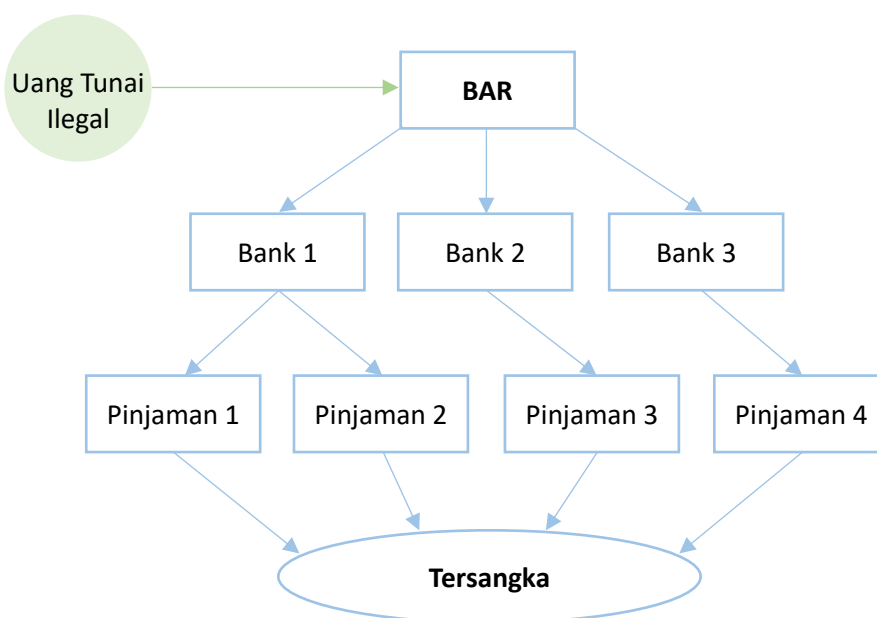 Uang Tunai
Ilegal
BAR
Bank 1
Bank 2
Bank 3
Pinjaman 1
Pinjaman 2
Pinjaman 3
Pinjaman 4
Tersangka